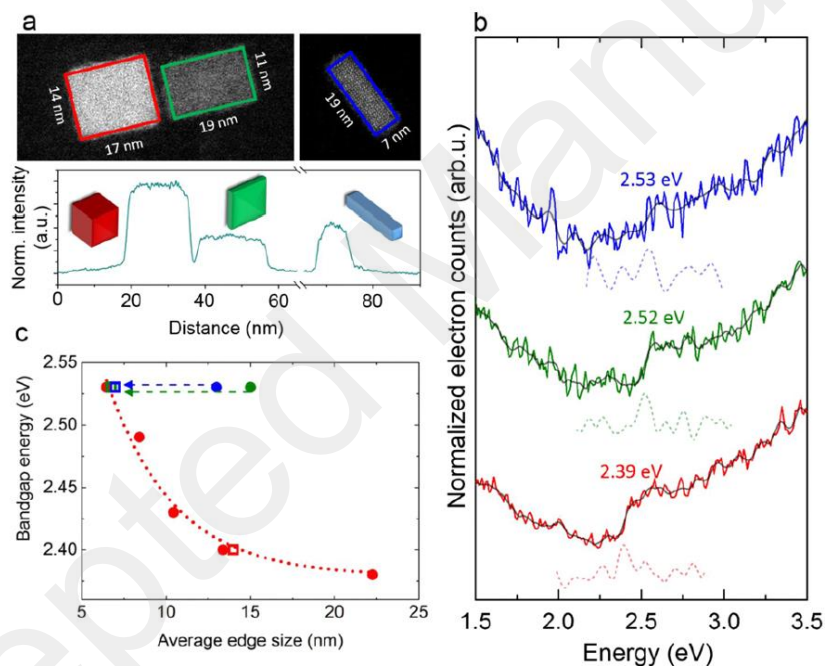 a
14 nm
17 nm
19 nm
11 nm
19 nm
7 nm
Norm. intensity
(a.u.)
0
20
40
60
80
Distance (nm)
b
Normalized electron counts (arb.u.)
2.53 eV
2.52 eV
2.39 eV
1.5
2.0
2.5
3.0
3.5
Energy (eV)
c
Bandgap energy (eV)
2.55
2.50
2.45
2.40
5
10
15
20
25
Average edge size (nm)
epted Manu